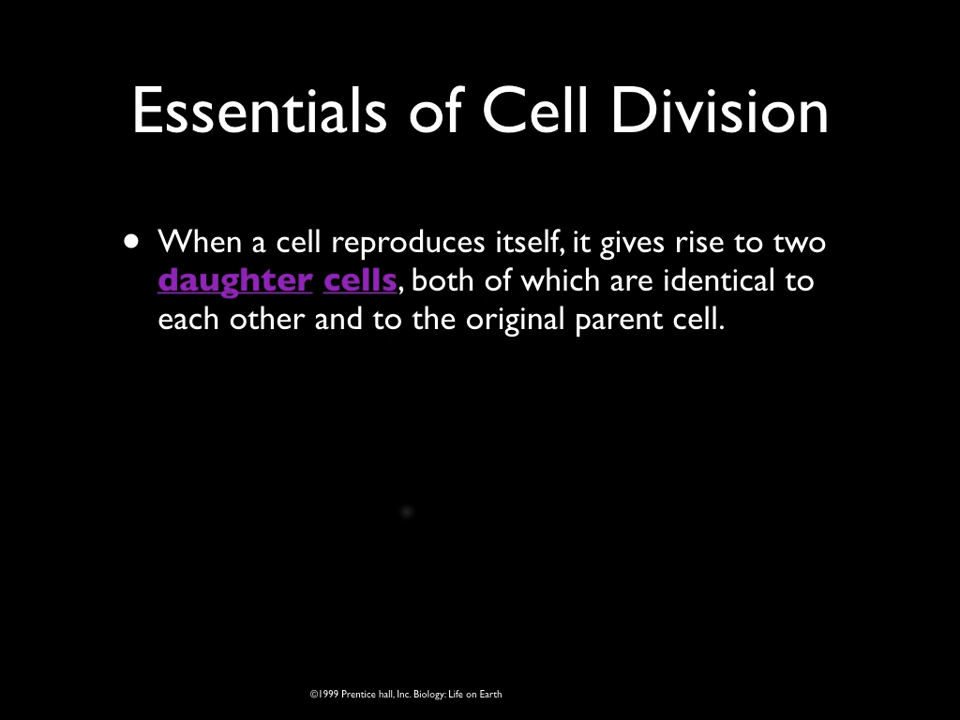 Essentials of Cell Division
• When a cell reproduces itself, it gives rise to two
daughter cells, both of which are identical to
each other and to the original parent cell.
©1999 Prentice hall, Inc. Biology: Life on Earth